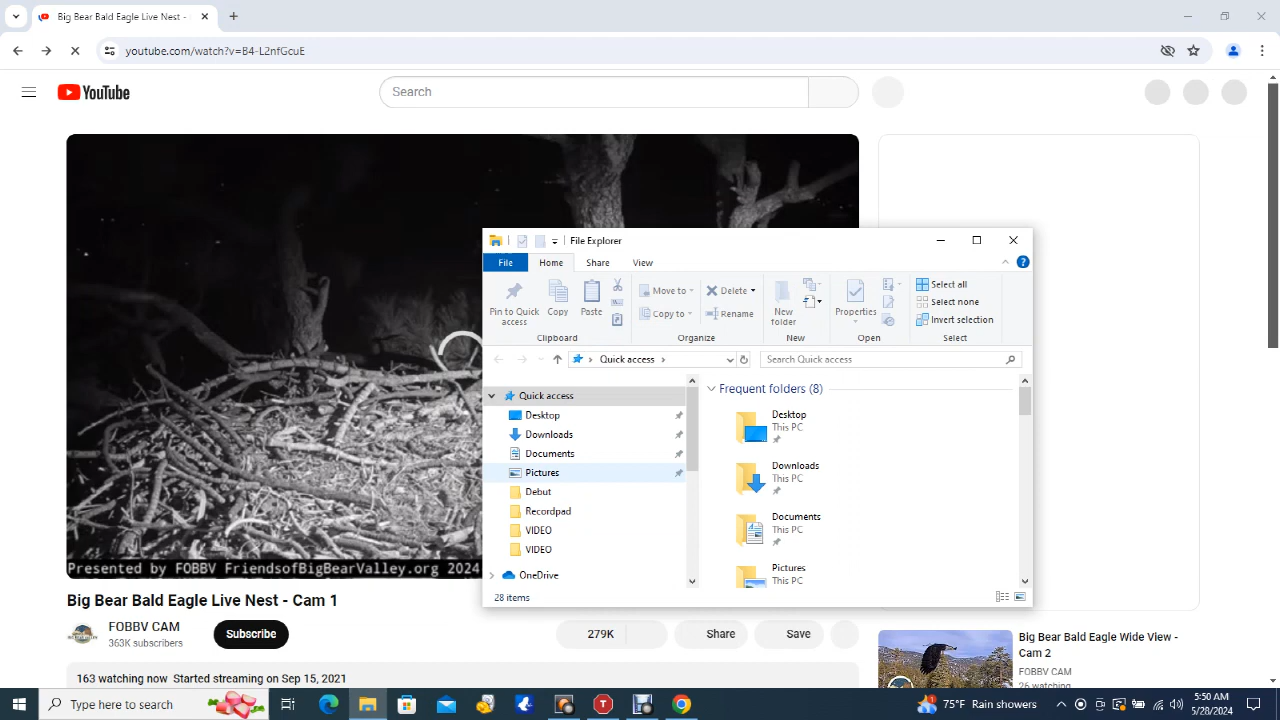 Big Bear Bald Eagle Live Nest -
youtube.com/watch?v=B4-L2nfGcuE
YouTube
Search
File Explorer
File
Home
Share
View
Pin to Quick
access
Copy
Paste
Clipboard
Move to
Copy to
Delete
Rename
Organize
New
folder
New
Properties
Open
Select all
Select none
Invert selection
Select
Quick access
Search Quick access
Quick access
Desktop
Downloads
Documents
Pictures
Debut
Recordpad
VIDEO
VIDEO
OneDrive
Frequent folders (8)
Desktop
This PC
Downloads
This PC
Documents
This PC
Pictures
This PC
28 items
Presented by FOBBV FriendsofBigBearValley.org 2024
Big Bear Bald Eagle Live Nest - Cam 1
FOBBV CAM
363K subscribers
Subscribe
279K
Share
Save
163 watching now Started streaming on Sep 15, 2021
Big Bear Bald Eagle Wide View -
Cam 2
FOBBV CAM
26 watching
Type here to search
75°F Rain showers
5:50 AM
5/28/2024